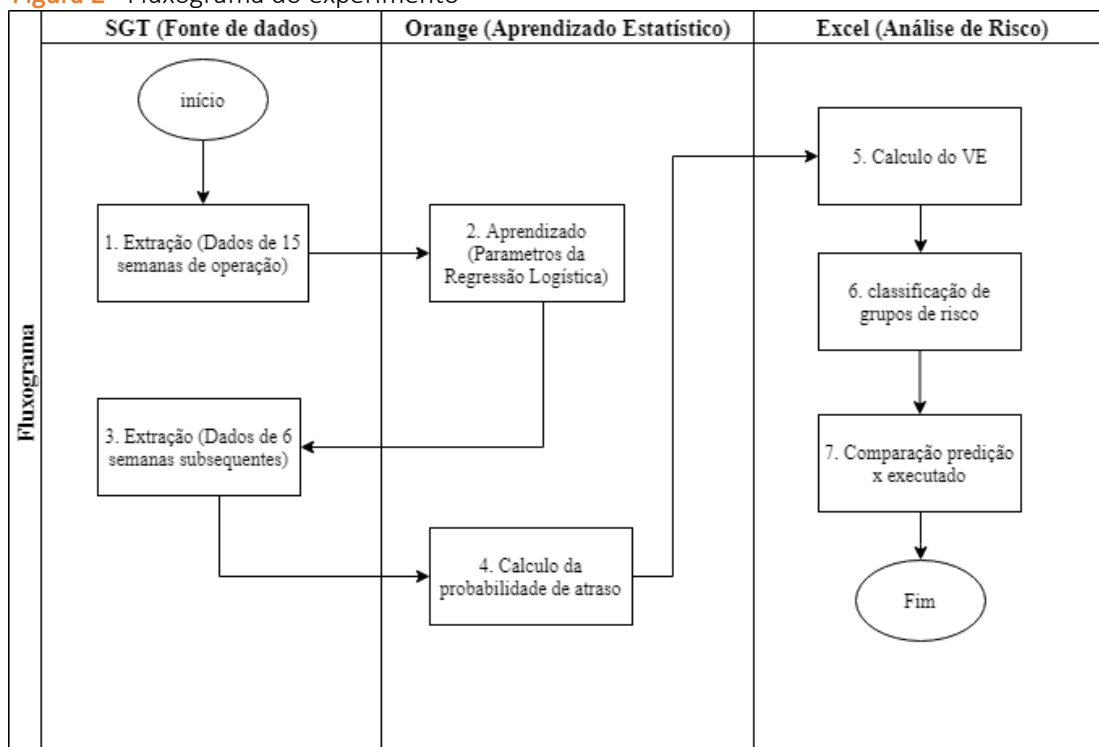 Figura 2 - Fluxograma do experimento
SGT (Fonte de dados)
Orange (Aprendizado Estatístico)
Excel (Análise de Risco)
Fluxograma
início
1. Extração (Dados de 15
semanas de operação)
2. Aprendizado
(Parametros da
Regressão Logística)
3. Extração (Dados de 6
semanas subsequentes)
4. Calculo da
probabilidade de atraso
5. Calculo do VE
6. classificação de
grupos de risco
7. Comparação predição
x executado
Fim